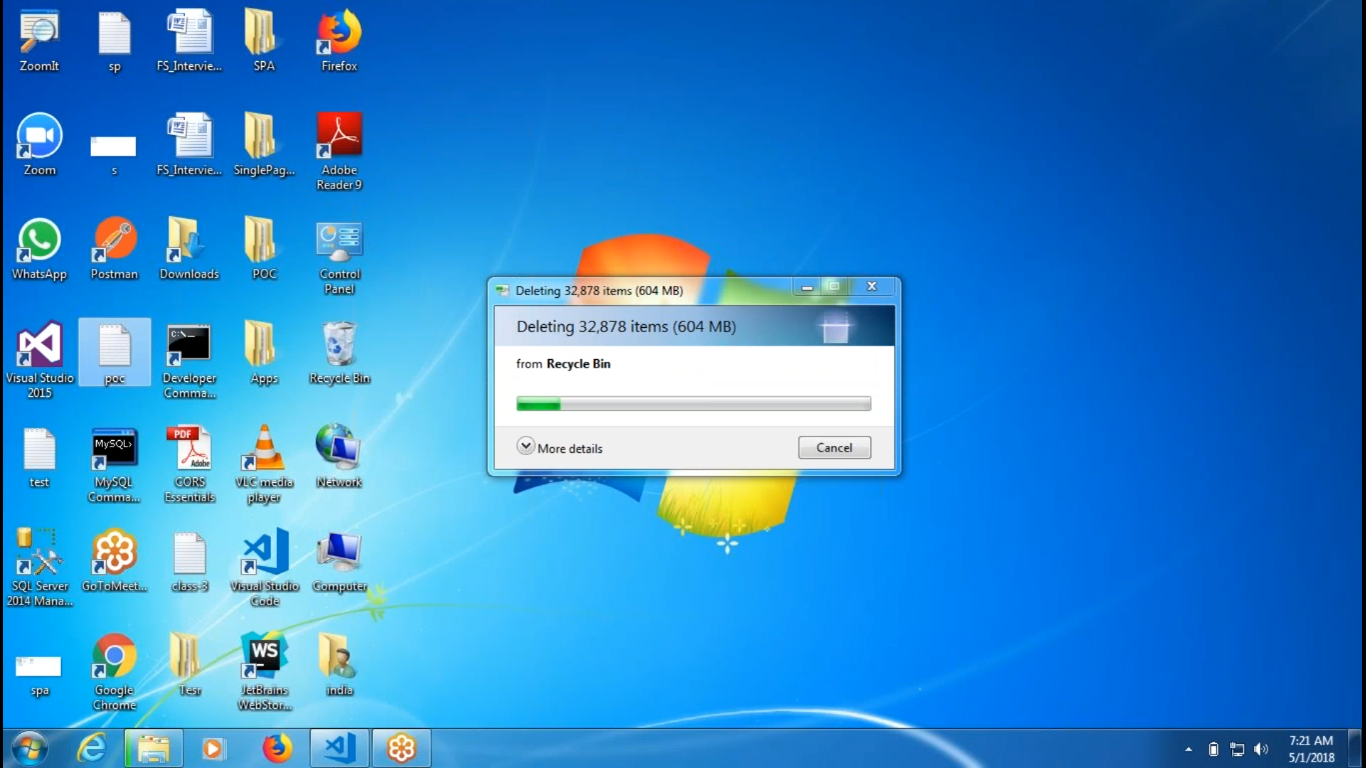 ZoomIt
sp
FS_Intervie...
SPA
Firefox
Zoom
s
FS_Intervie...
SinglePag...
Adobe
Reader 9
WhatsApp
Postman
Downloads
POC
Control
Panel
Visual Studio
2015
poc
C:\_
Developer
Comma...
Apps
Recycle Bin
test
MySQL>
MySQL
Comma...
PDF
Adobe
CORS
Essentials
VLC media
player
Network
SQL Server
2014 Mana...
GoToMeet...
class-3
Visual Studio
Code
Computer
spa
Google
Chrome
Tesr
WS
JetBrains
WebStor...
india
Deleting 32,878 items (604 MB)
Deleting 32,878 items (604 MB)
from Recycle Bin
More details
Cancel
7:21 AM
5/1/2018